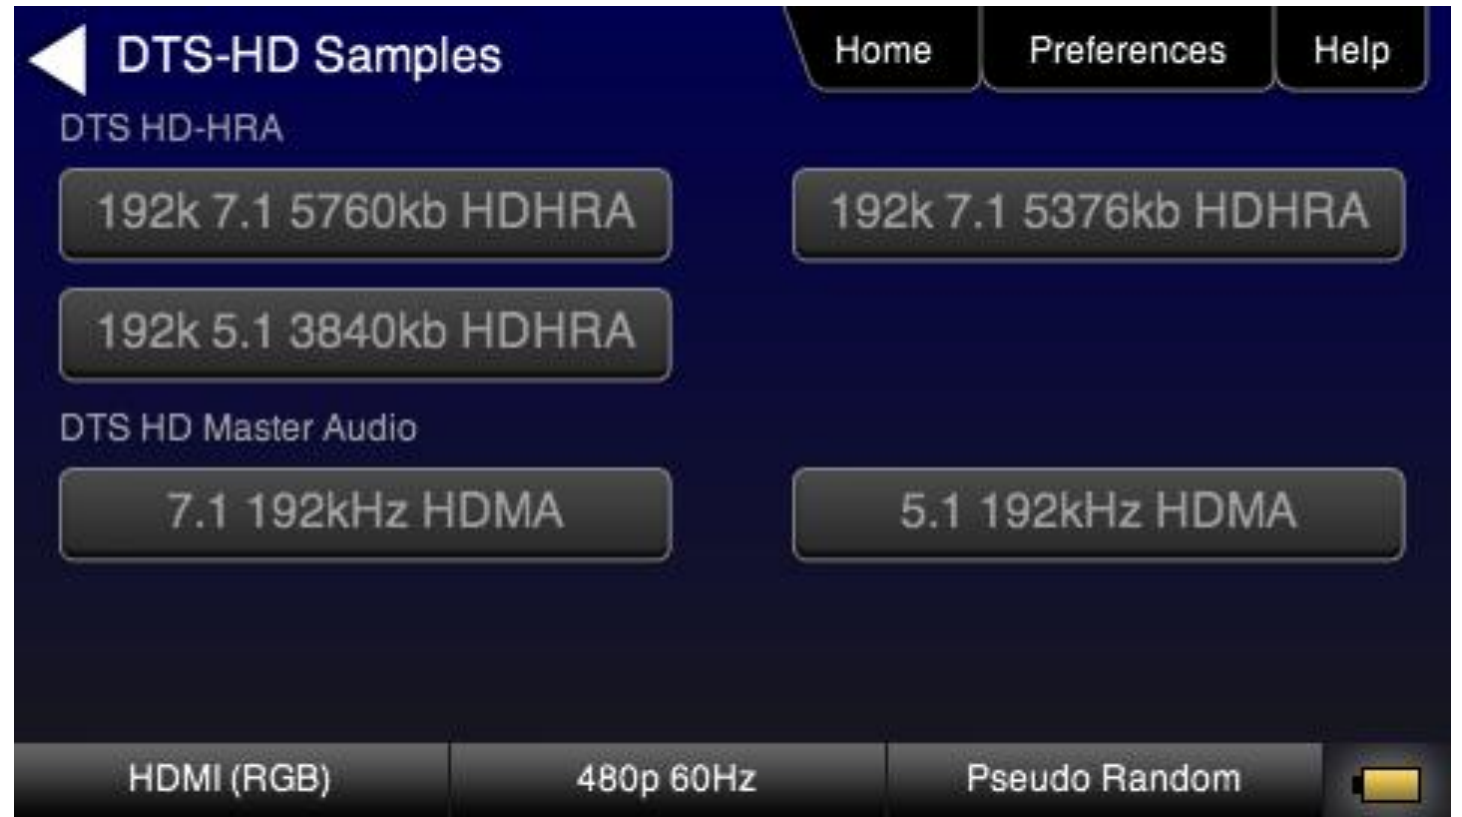 DTS-HD Samples
Home Preferences Help
DTS HD-HRA
192k 7.1 5760kb HDHRA
192k 7.1 5376kb HDHRA
192k 5.1 3840kb HDHRA
DTS HD Master Audio
7.1 192kHz HDMA
5.1 192kHz HDMA
HDMI (RGB) 480p 60Hz Pseudo Random